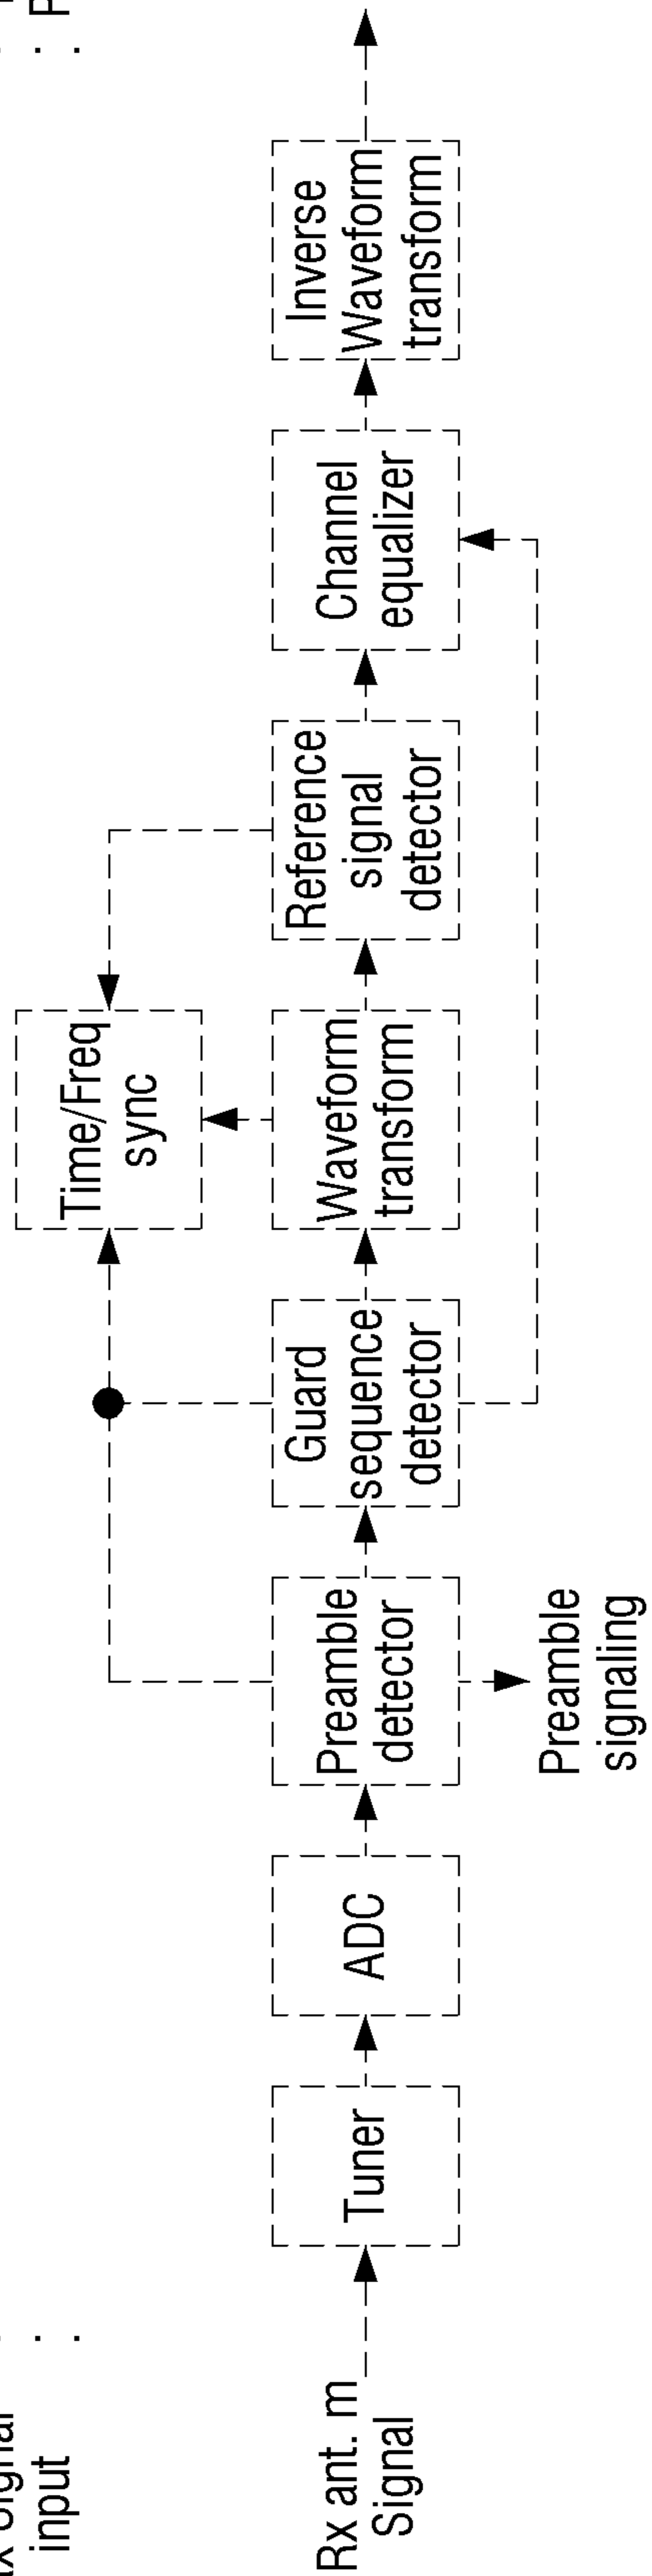 input
Rx ant. m
Signal
Tuner
ADC
Preamble
detector
Preamble
signaling
Guard
sequence
detector
Time/Freq
sync
Waveform
transform
Reference
signal
detector
Channel
equalizer
Inverse
Waveform
transform